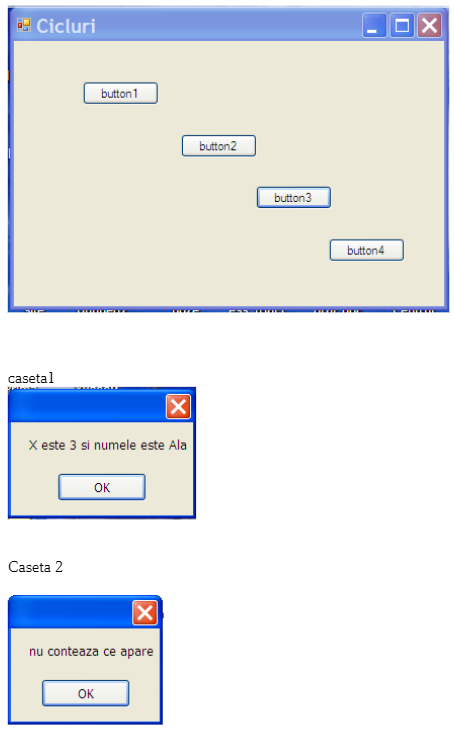 Cicluri
button1
button2
button3
button4
caseta1
X este 3 si numele este Ala
OK
Caseta 2
nu conteaza ce apare
OK